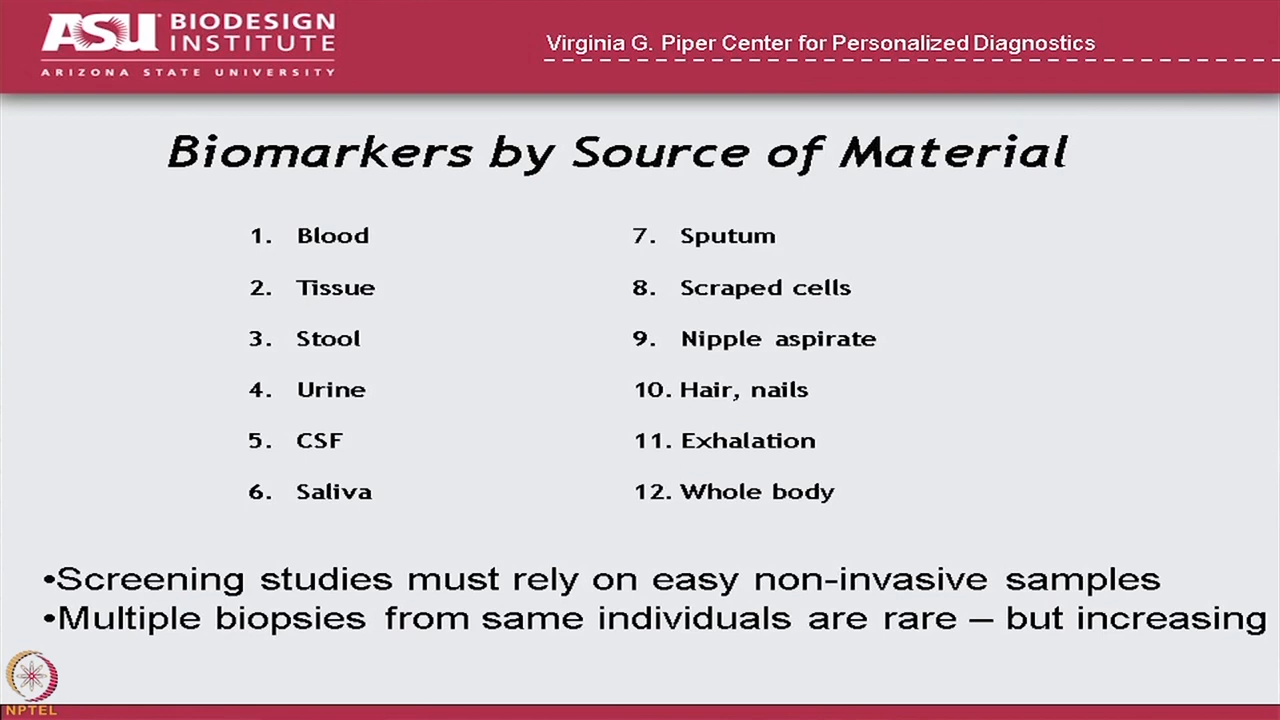 ASU BIODESIGN INSTITUTE
ARIZONA STATE UNIVERSITY
Virginia G. Piper Center for Personalized Diagnostics
Biomarkers by Source of Material
1. Blood
2. Tissue
3. Stool
4. Urine
5. CSF
6. Saliva
7. Sputum
8. Scraped cells
9. Nipple aspirate
10. Hair, nails
11. Exhalation
12. Whole body
•Screening studies must rely on easy non-invasive samples
•Multiple biopsies from same individuals are rare – but increasing
NPTEL